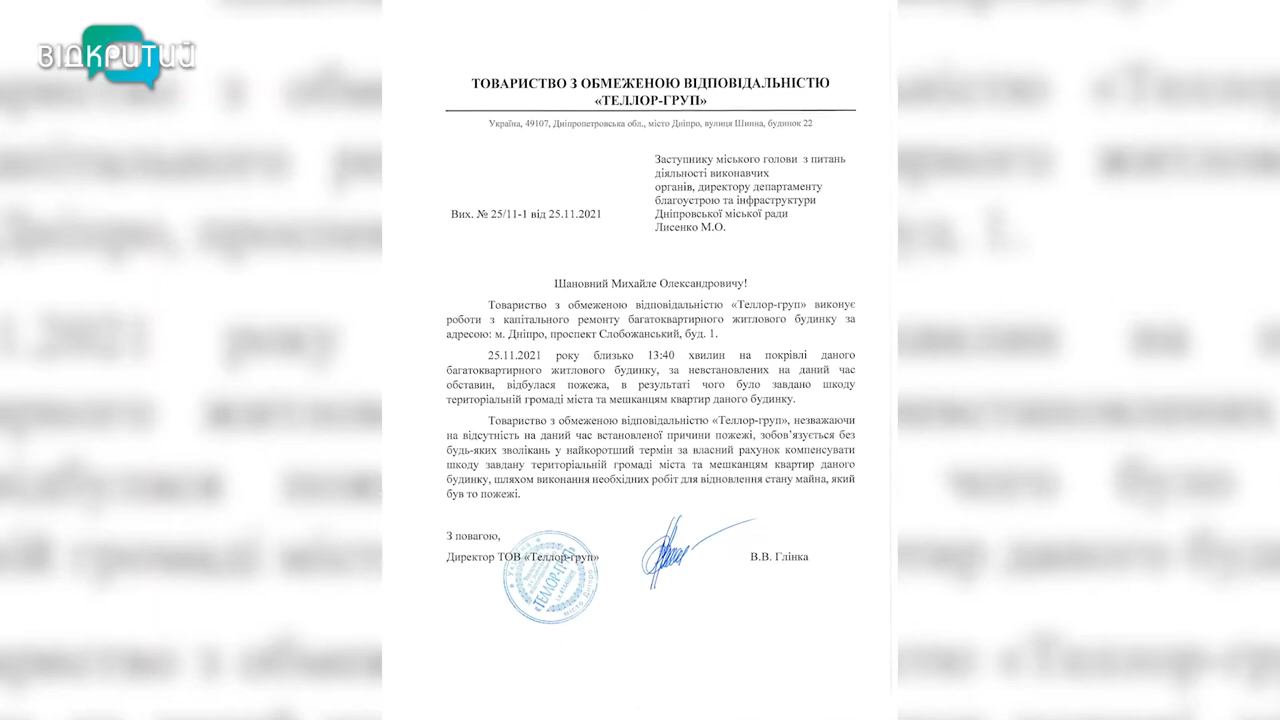 ВІДКРИТИЙ
ТОВАРИСТВО З ОБМЕЖЕНОЮ ВІДПОВІДАЛЬНІСТЮ
«ТЕЛЛОР-ГРУП»
Україна, 49107, Дніпропетровська обл., місто Дніпро, вулиця Шинна, будинок 22
Заступнику міського голови з питань
діяльності виконавчих
органів, директору департаменту
благоустрою та інфраструктури
Вих. № 25/11-1 від 25.11.2021
Дніпровської міської ради
Лисенко М.О.
Шановний Михайле Олександровичу!
Товариство з обмеженою відповідальністю «Теллор-груп» виконує
роботи з капітального ремонту багатоквартирного житлового будинку за
адресою: м. Дніпро, проспект Слобожанський, буд. 1.
25.11.2021 року близько 13:40 хвилин на покрівлі даного
багатоквартирного житлового будинку, за невстановлених на даний час
обставин, відбулася пожежа, в результаті чого було завдано шкоду
територіальній громаді міста та мешканцям квартир даного будинку.
Товариство з обмеженою відповідальністю «Теллор-груп», незважаючи
на відсутність на даний час встановленої причини пожежі, зобов’язується без
будь-яких зволікань у найкоротший термін за власний рахунок компенсувати
шкоду завдану територіальній громаді міста та мешканцям квартир даного
будинку, шляхом виконання необхідних робіт для відновлення стану майна, який
був то пожежі.
З повагою,
Директор ТОВ «Теллор-груп»
В.В. Глінка
«ТЕЛЛОР-ГРУП»
місто Дніпро